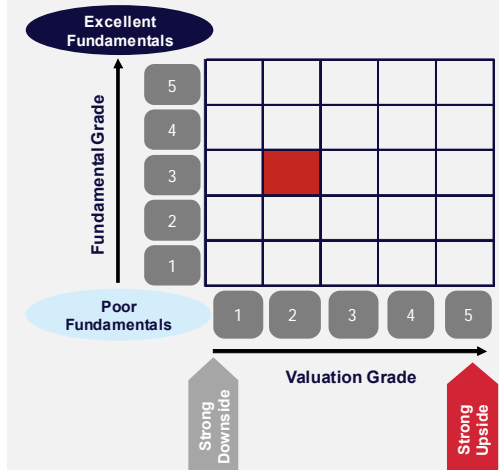 Excellent
Fundamentals
Fundamental Grade
5
4
3
2
1
Poor
Fundamentals
1 2 3 4 5
Valuation Grade
Strong
Downside
Strong
Upside